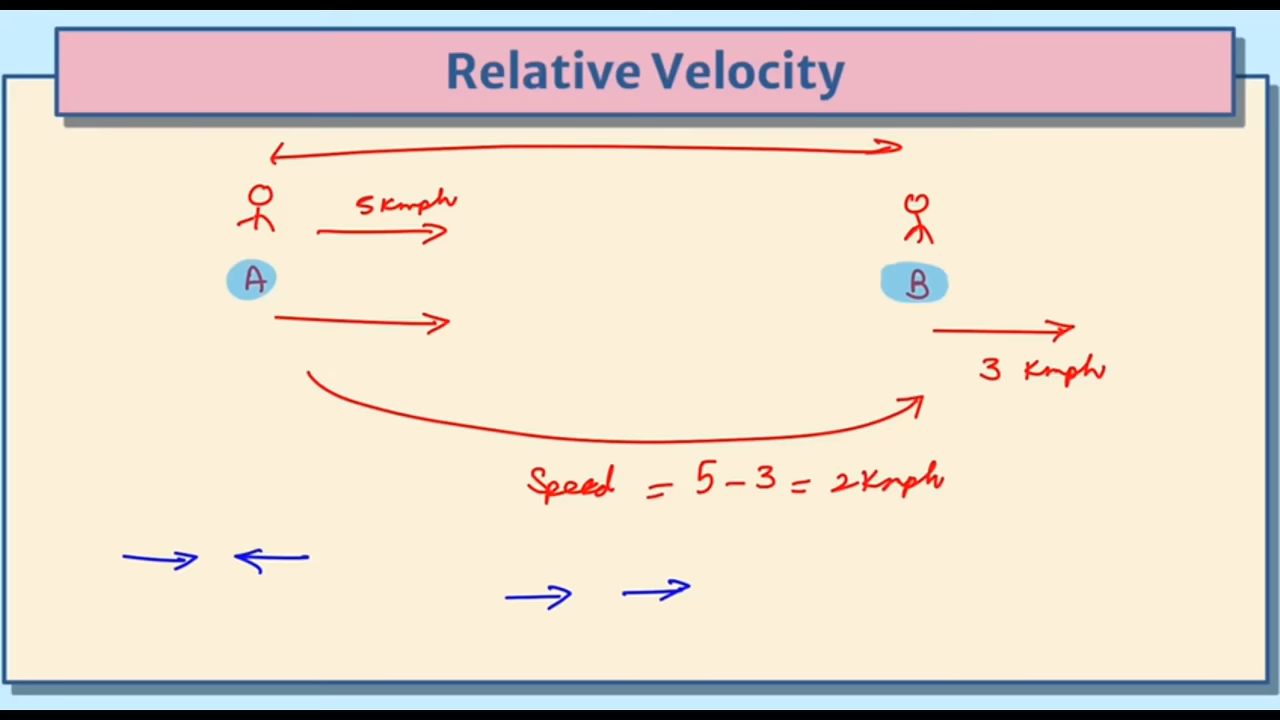 Relative Velocity
5 Kmph
A
B
3 Kmph
Speed = 5 - 3 = 2 Kmph